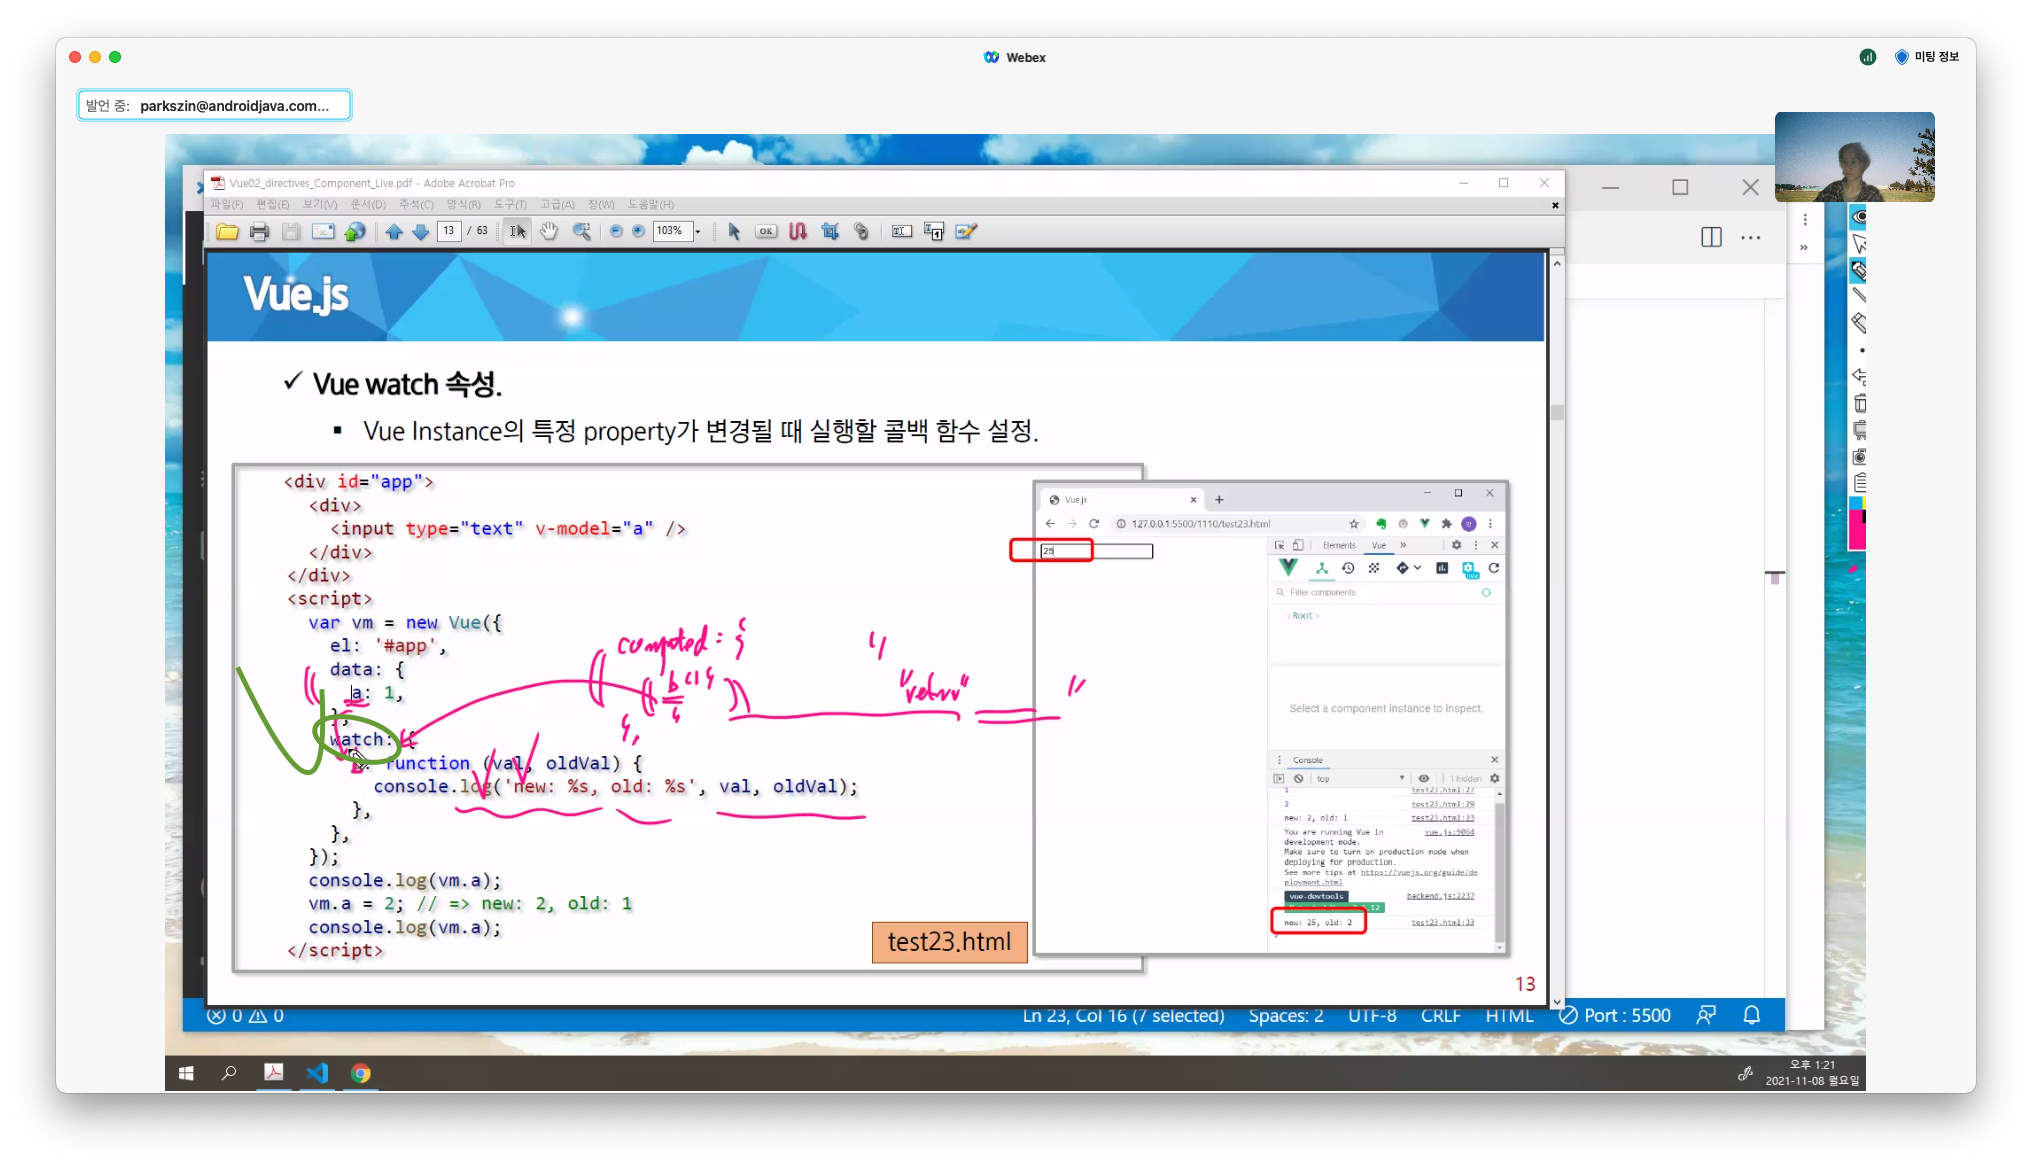 Webex
미팅 정보
발언 중: parkszin@androidjava.com...
Vue02_directives_Component_Live.pdf - Adobe Acrobat Pro
파일(F) 편집(E) 보기(V) 문서(D) 주석(C) 양식(R) 도구(T) 고급(A) 창(W) 도움말(H)
13 / 63 103% OK
Vue.js
✓ Vue watch 속성.
▪ Vue Instance의 특정 property가 변경될 때 실행할 콜백 함수 설정.
<div id="app">
<div>
<input type="text" v-model="a" />
</div>
</div>
<script>
var vm = new Vue({
el: '#app',
data: {
a: 1,
},
watch: {
function (val, oldVal) {
console.log('new: %s, old: %s', val, oldVal);
},
},
});
console.log(vm.a);
vm.a = 2; // => new: 2, old: 1
console.log(vm.a);
</script>
computed: {
b
"return"
test23.html
Vue.js
127.0.0.1:5500/1110/test23.html
25
Elements Vue »
Filter components
<Root>
Select a component instance to inspect.
Console
top 1 hidden
1 test23.html:27
2 test23.html:29
new: 2, old: 1 test23.html:23
You are running Vue in vue.js:9064
development mode.
Make sure to turn on production mode when
deploying for production.
See more tips at https://vuejs.org/guide/de
ployment.html
vue-devtools backend.js:2237
new: 25, old: 2 test23.html:23
13
0 0 Ln 23, Col 16 (7 selected) Spaces: 2 UTF-8 CRLF HTML Port : 5500
오후 1:21
2021-11-08 월요일